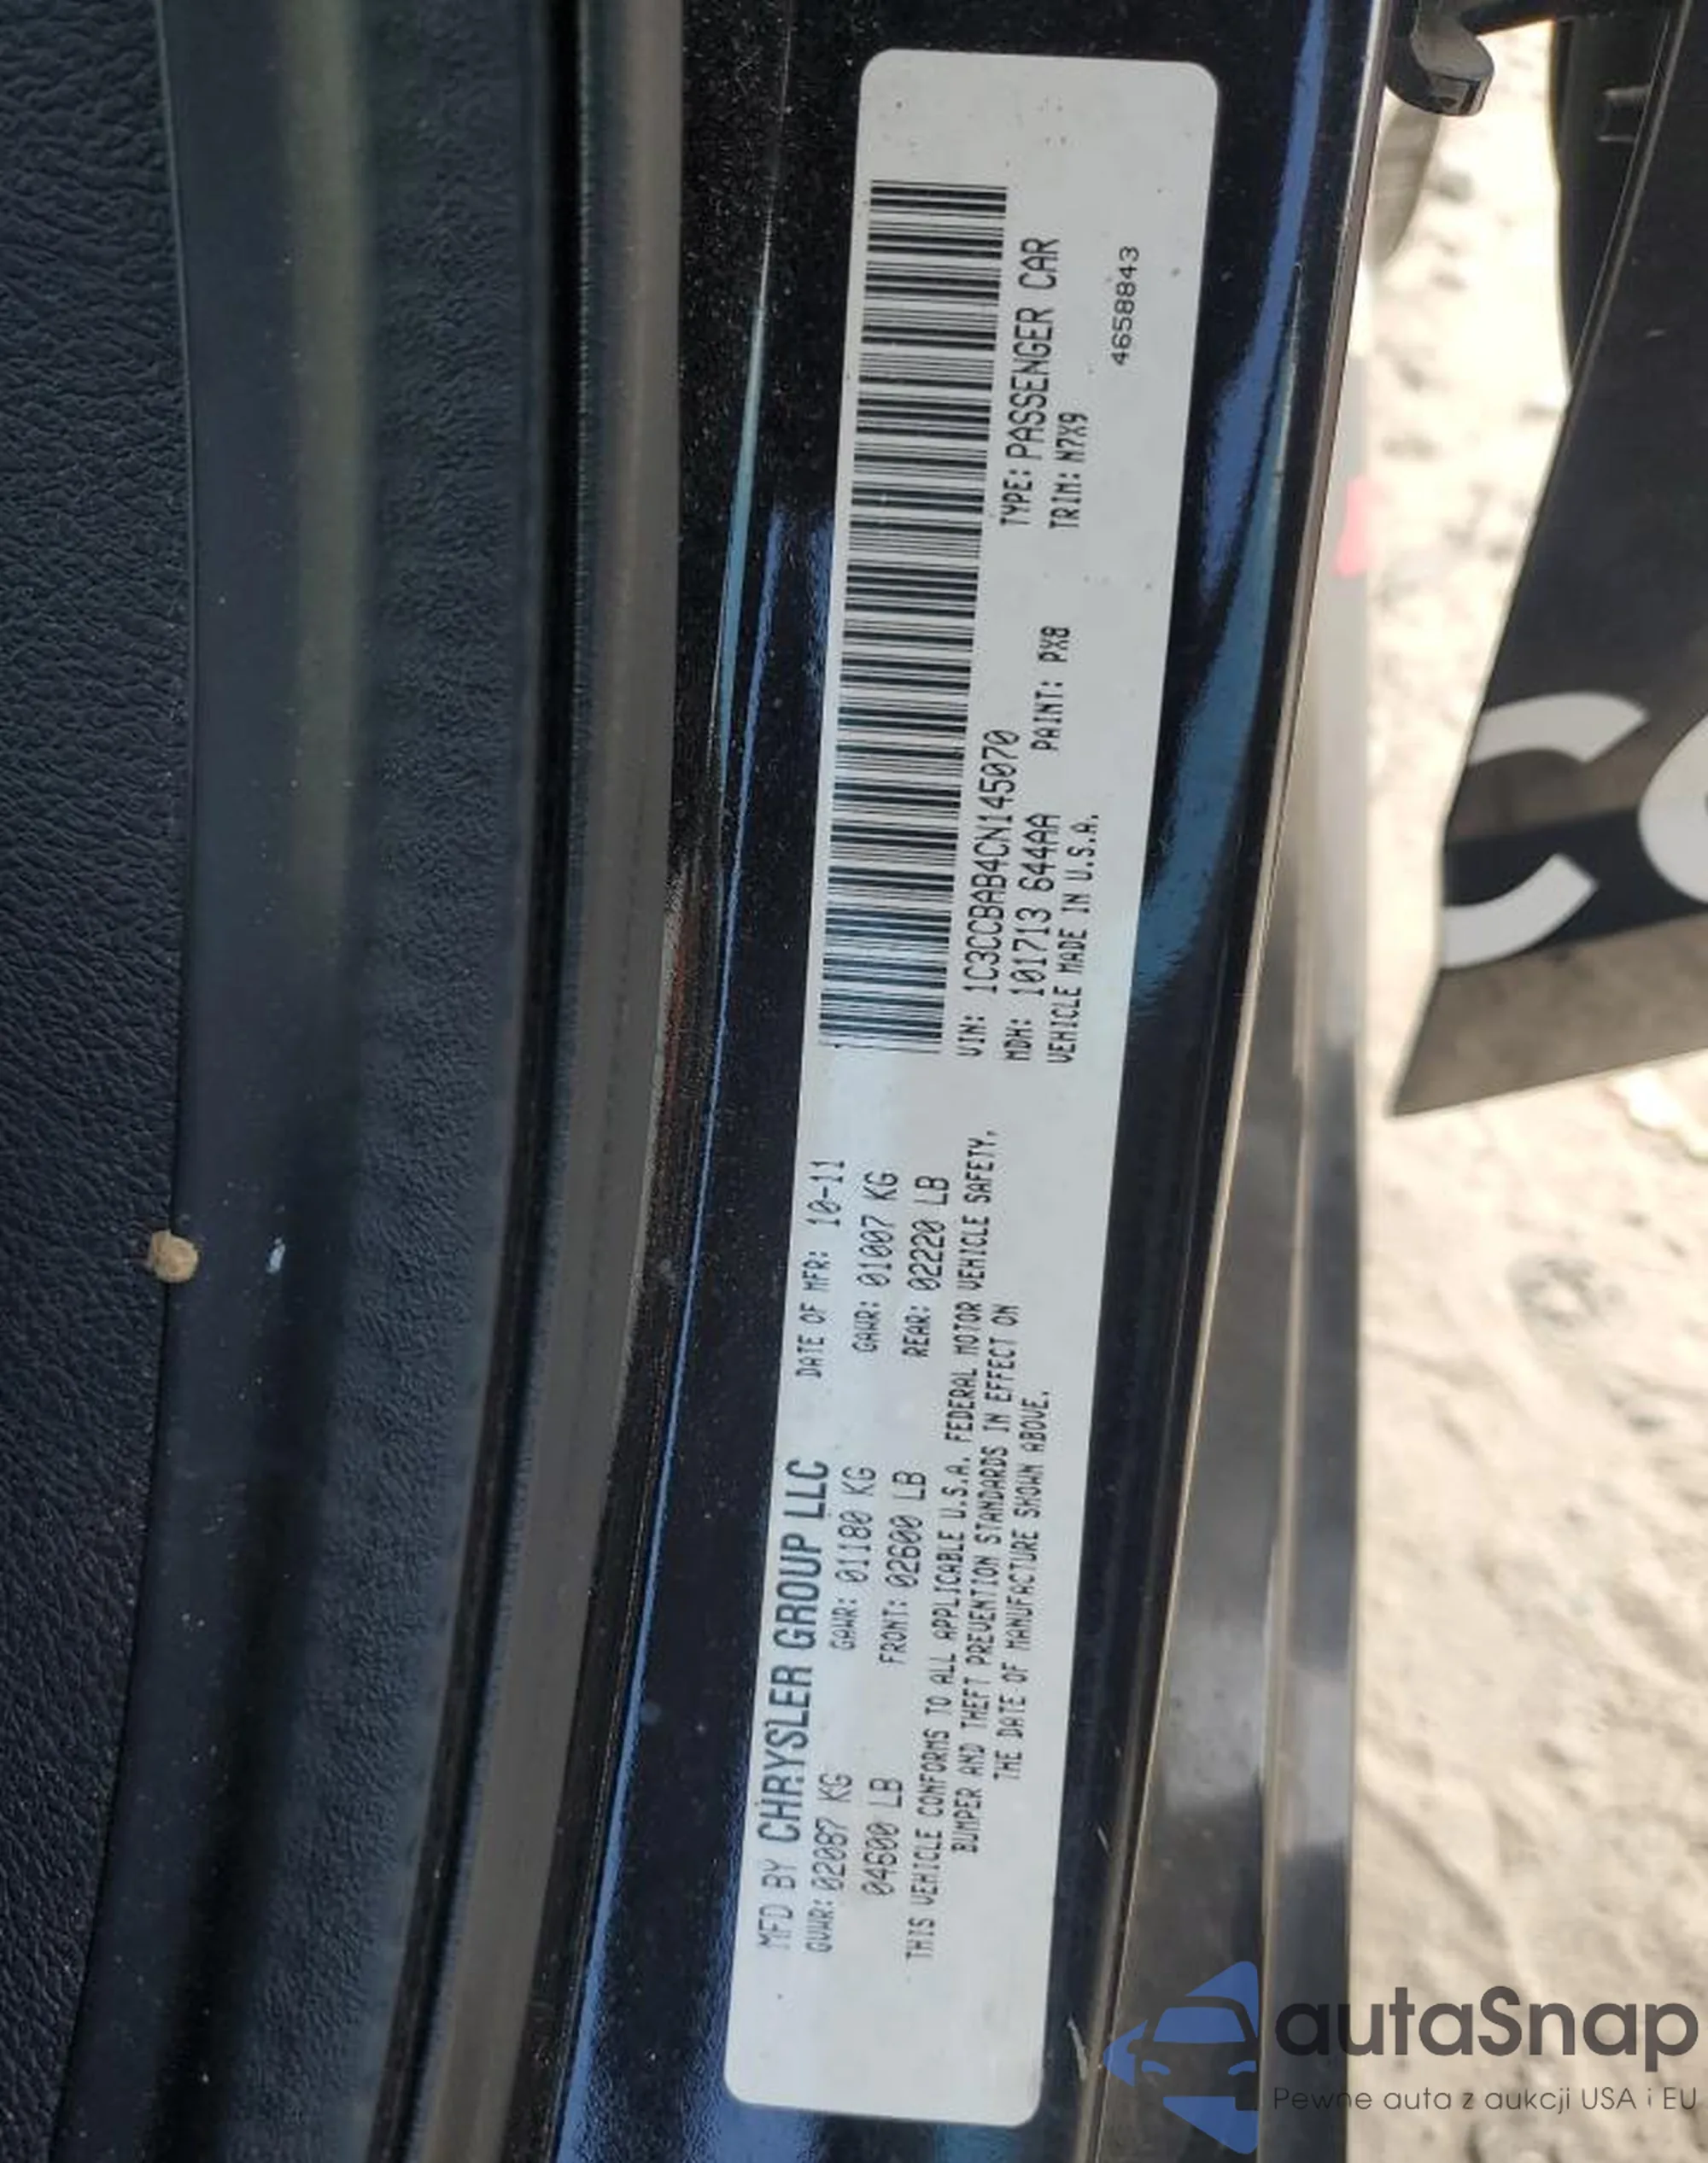 MFD BY CHRYSLER GROUP LLC DATE OF MFR: 10-11
GVWR: 02087 KG GAWR: 01180 KG GAWR: 01007 KG
04600 LB FRONT: 02600 LB REAR: 02220 LB
THIS VEHICLE CONFORMS TO ALL APPLICABLE U.S.A. FEDERAL MOTOR VEHICLE SAFETY,
BUMPER AND THEFT PREVENTION STANDARDS IN EFFECT ON
THE DATE OF MANUFACTURE SHOWN ABOVE.
VIN: 1C3CCBAB4CN145070 TYPE: PASSENGER CAR
MDH: 101713 644AA PAINT: PX8 TRIM: N7X9
VEHICLE MADE IN U.S.A.
4658843
autaSnap
Pewne auta z aukcji USA i EU